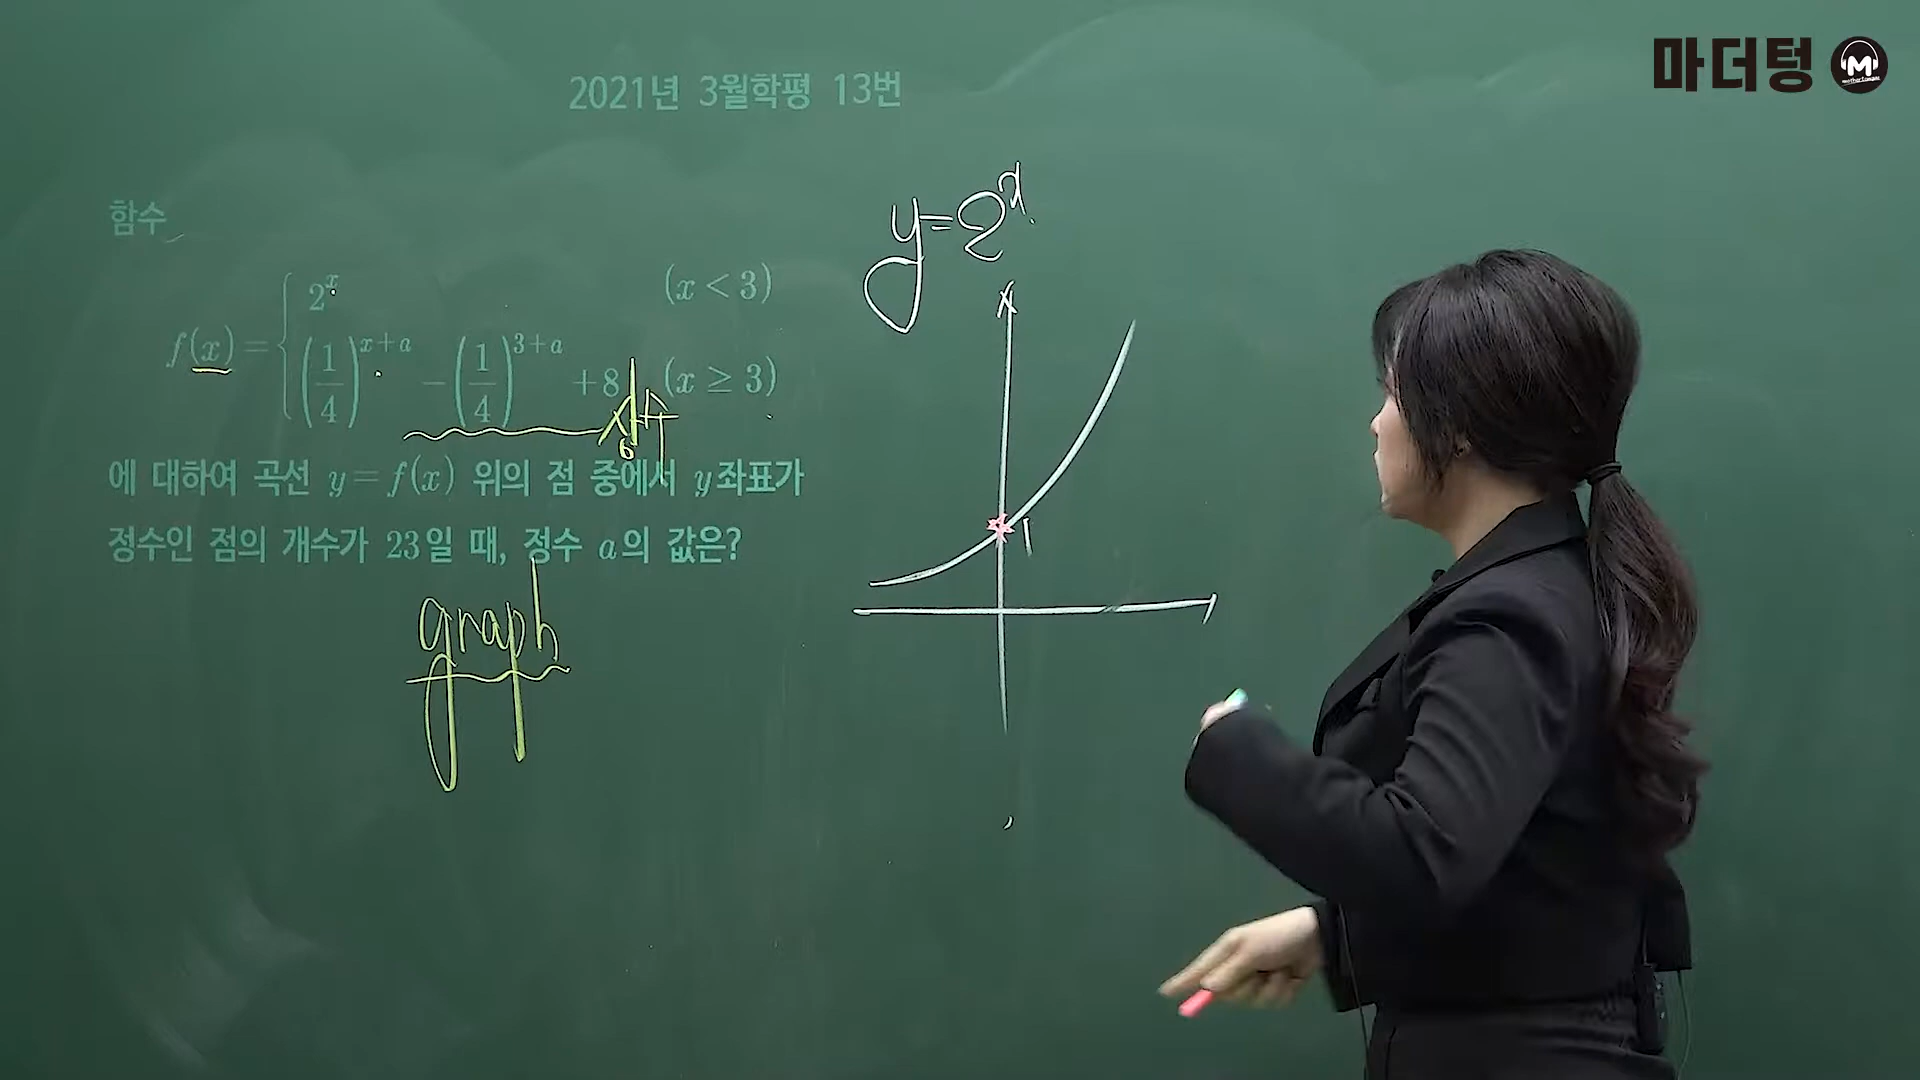 마더텅
2021년 3월학평 13번
함수
f(x) = { 2^x (x < 3)
(1/4)^{x+a} - (1/4)^{3+a} + 8 (x ≥ 3)
상수
에 대하여 곡선 y=f(x) 위의 점 중에서 y좌표가
정수인 점의 개수가 23일 때, 정수 a의 값은?
graph
y=2^x
1